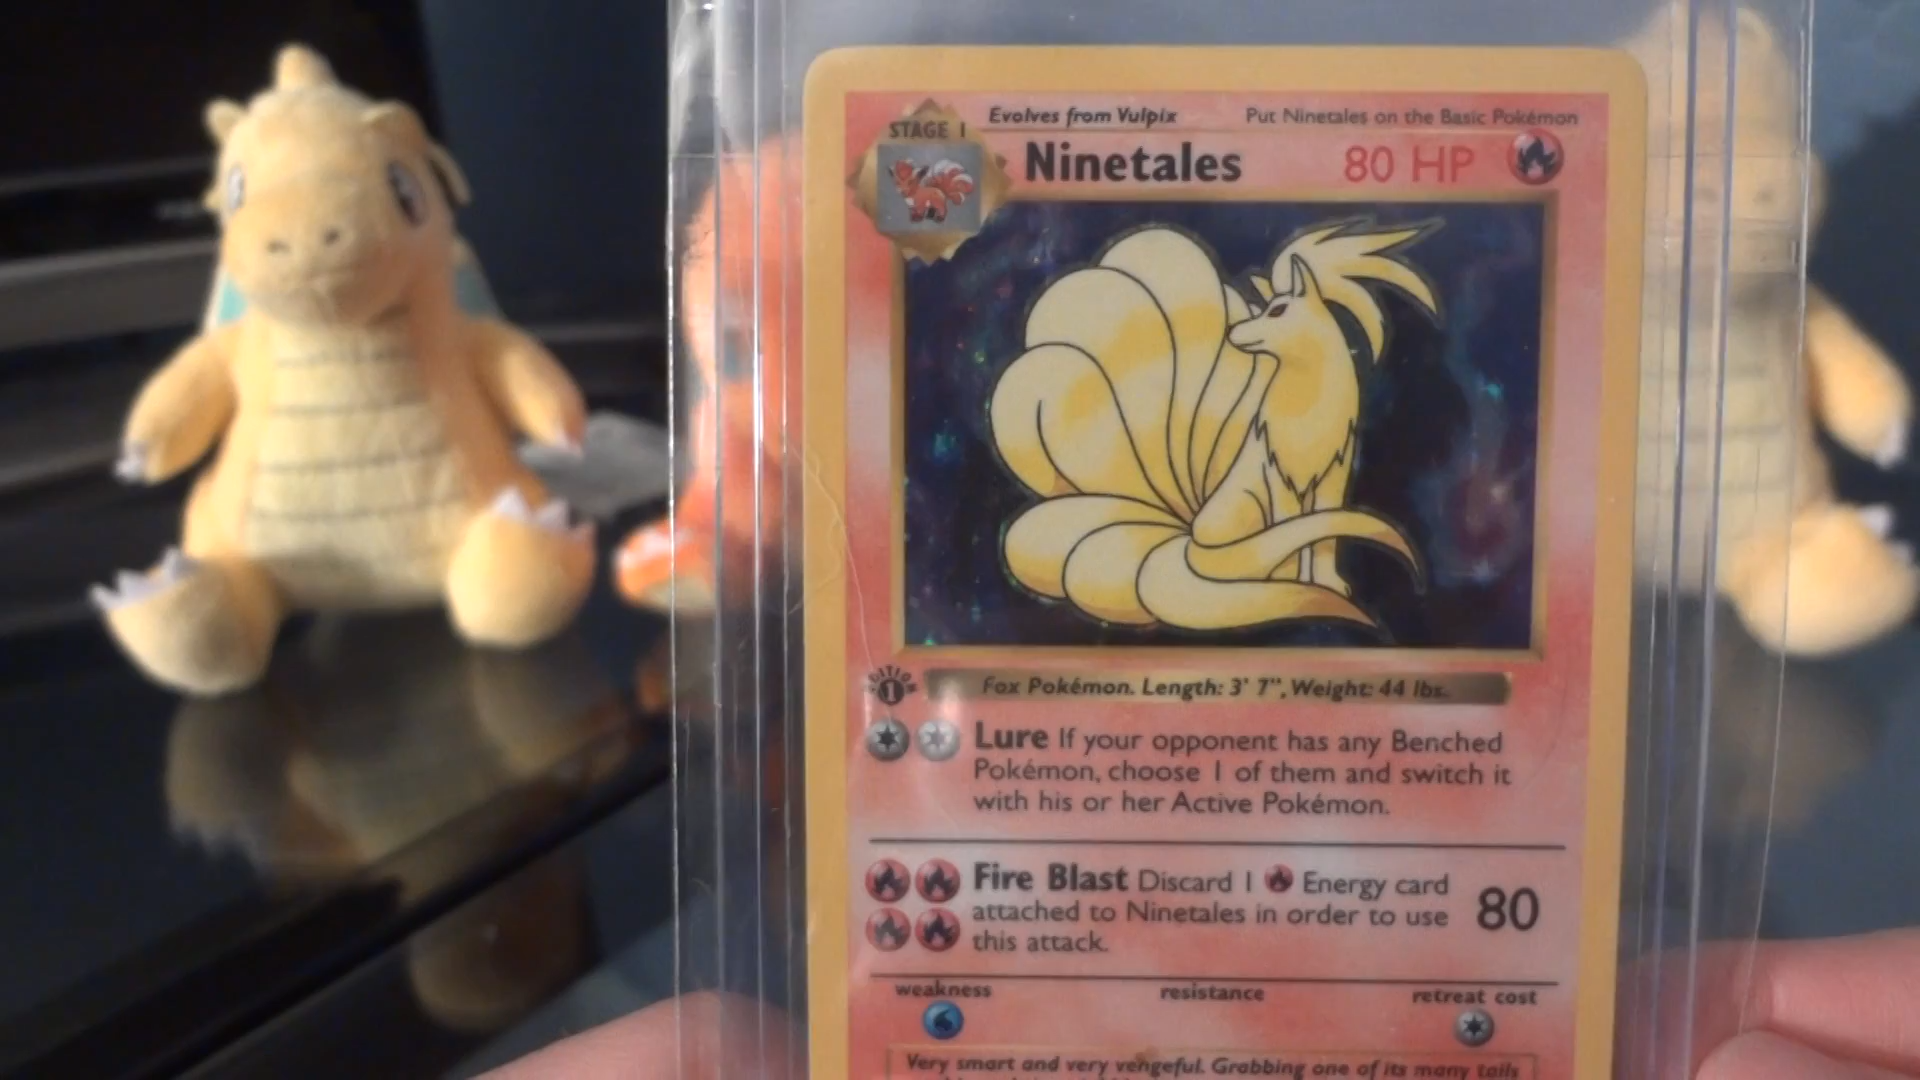 Evolves from Vulpix Put Ninetales on the Basic Pokémon
STAGE 1
Ninetales 80 HP
EDITION
1
Fox Pokémon. Length: 3' 7", Weight: 44 lbs.
Lure If your opponent has any Benched
Pokémon, choose 1 of them and switch it
with his or her Active Pokémon.
Fire Blast Discard 1 Energy card
attached to Ninetales in order to use
this attack.
80
weakness resistance retreat cost
Very smart and very vengeful. Grabbing one of its many tails